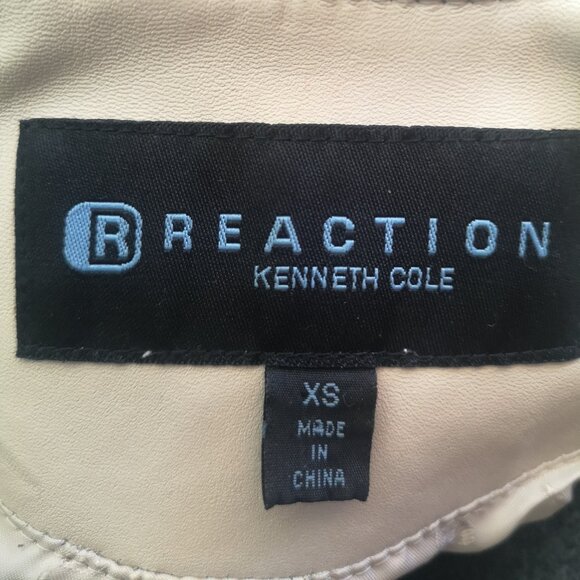 R REACTION
KENNETH COLE
XS
MADE
IN
CHINA